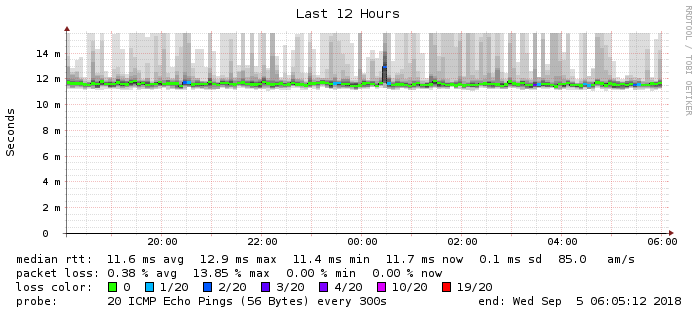 Last 12 Hours
RRDTOOL / TOBI OETIKER
Seconds
14 m
12 m
10 m
8 m
6 m
4 m
2 m
0
20:00 22:00 00:00 02:00 04:00 06:00
median rtt: 11.6 ms avg 12.9 ms max 11.4 ms min 11.7 ms now 0.1 ms sd 85.0 am/s
packet loss: 0.38 % avg 13.85 % max 0.00 % min 0.00 % now
loss color: 0 1/20 2/20 3/20 4/20 10/20 19/20
probe: 20 ICMP Echo Pings (56 Bytes) every 300s end: Wed Sep 5 06:05:12 2018